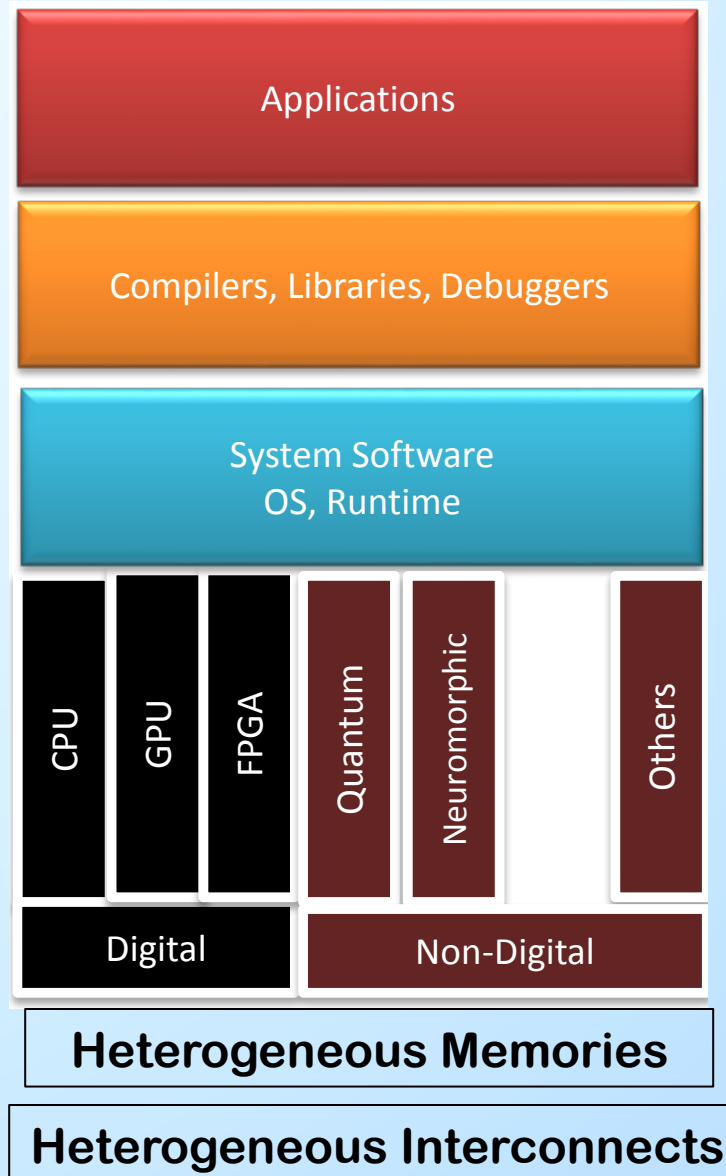 Applications
Compilers, Libraries, Debuggers
System Software
OS, Runtime
CPU
GPU
FPGA
Quantum
Neuromorphic
Others
Digital
Non-Digital
Heterogeneous Memories
Heterogeneous Interconnects